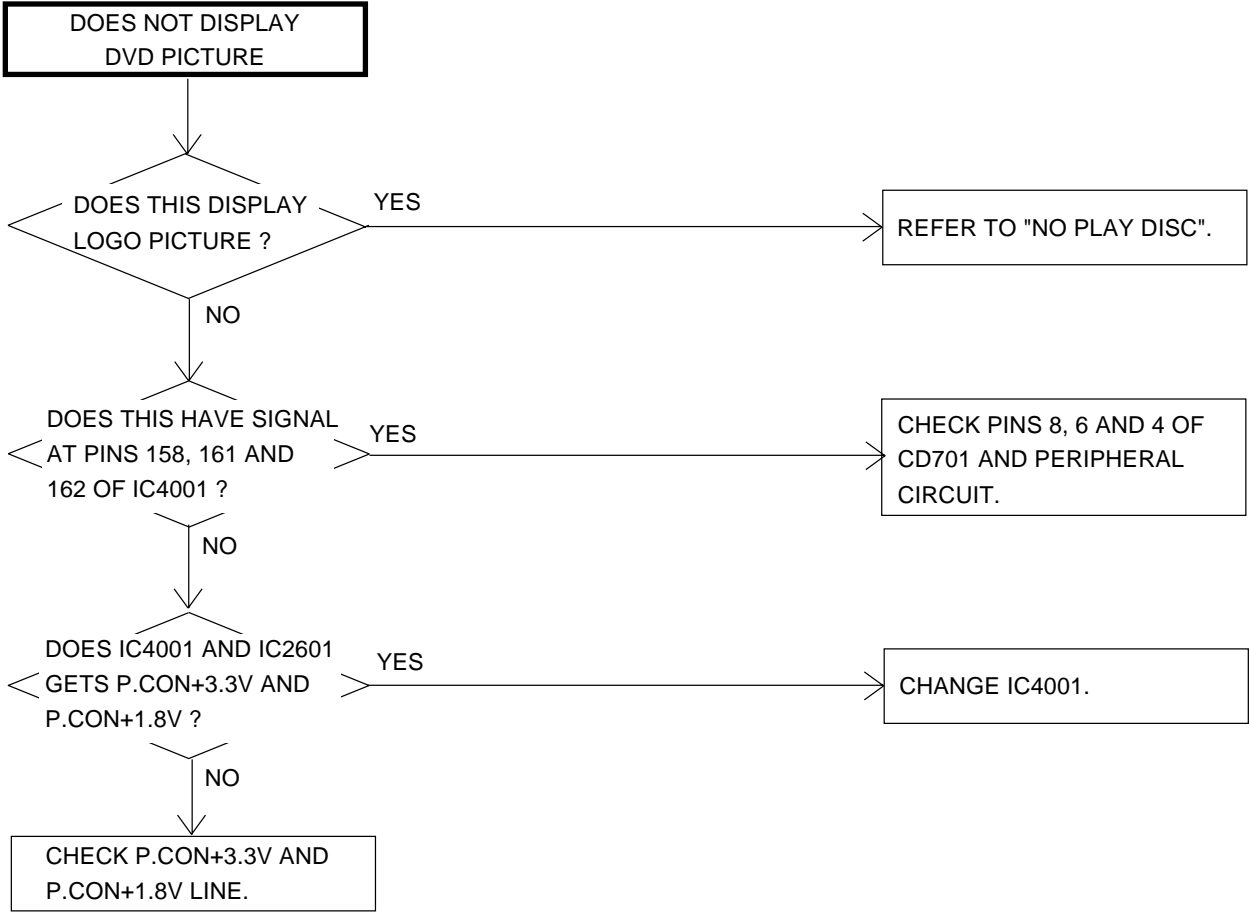 DOES NOT DISPLAY
DVD PICTURE
DOES THIS DISPLAY
LOGO PICTURE ?
YES
REFER TO "NO PLAY DISC".
NO
DOES THIS HAVE SIGNAL
AT PINS 158, 161 AND
162 OF IC4001 ?
YES
CHECK PINS 8, 6 AND 4 OF
CD701 AND PERIPHERAL
CIRCUIT.
NO
DOES IC4001 AND IC2601
GETS P.CON+3.3V AND
P.CON+1.8V ?
YES
CHANGE IC4001.
NO
CHECK P.CON+3.3V AND
P.CON+1.8V LINE.